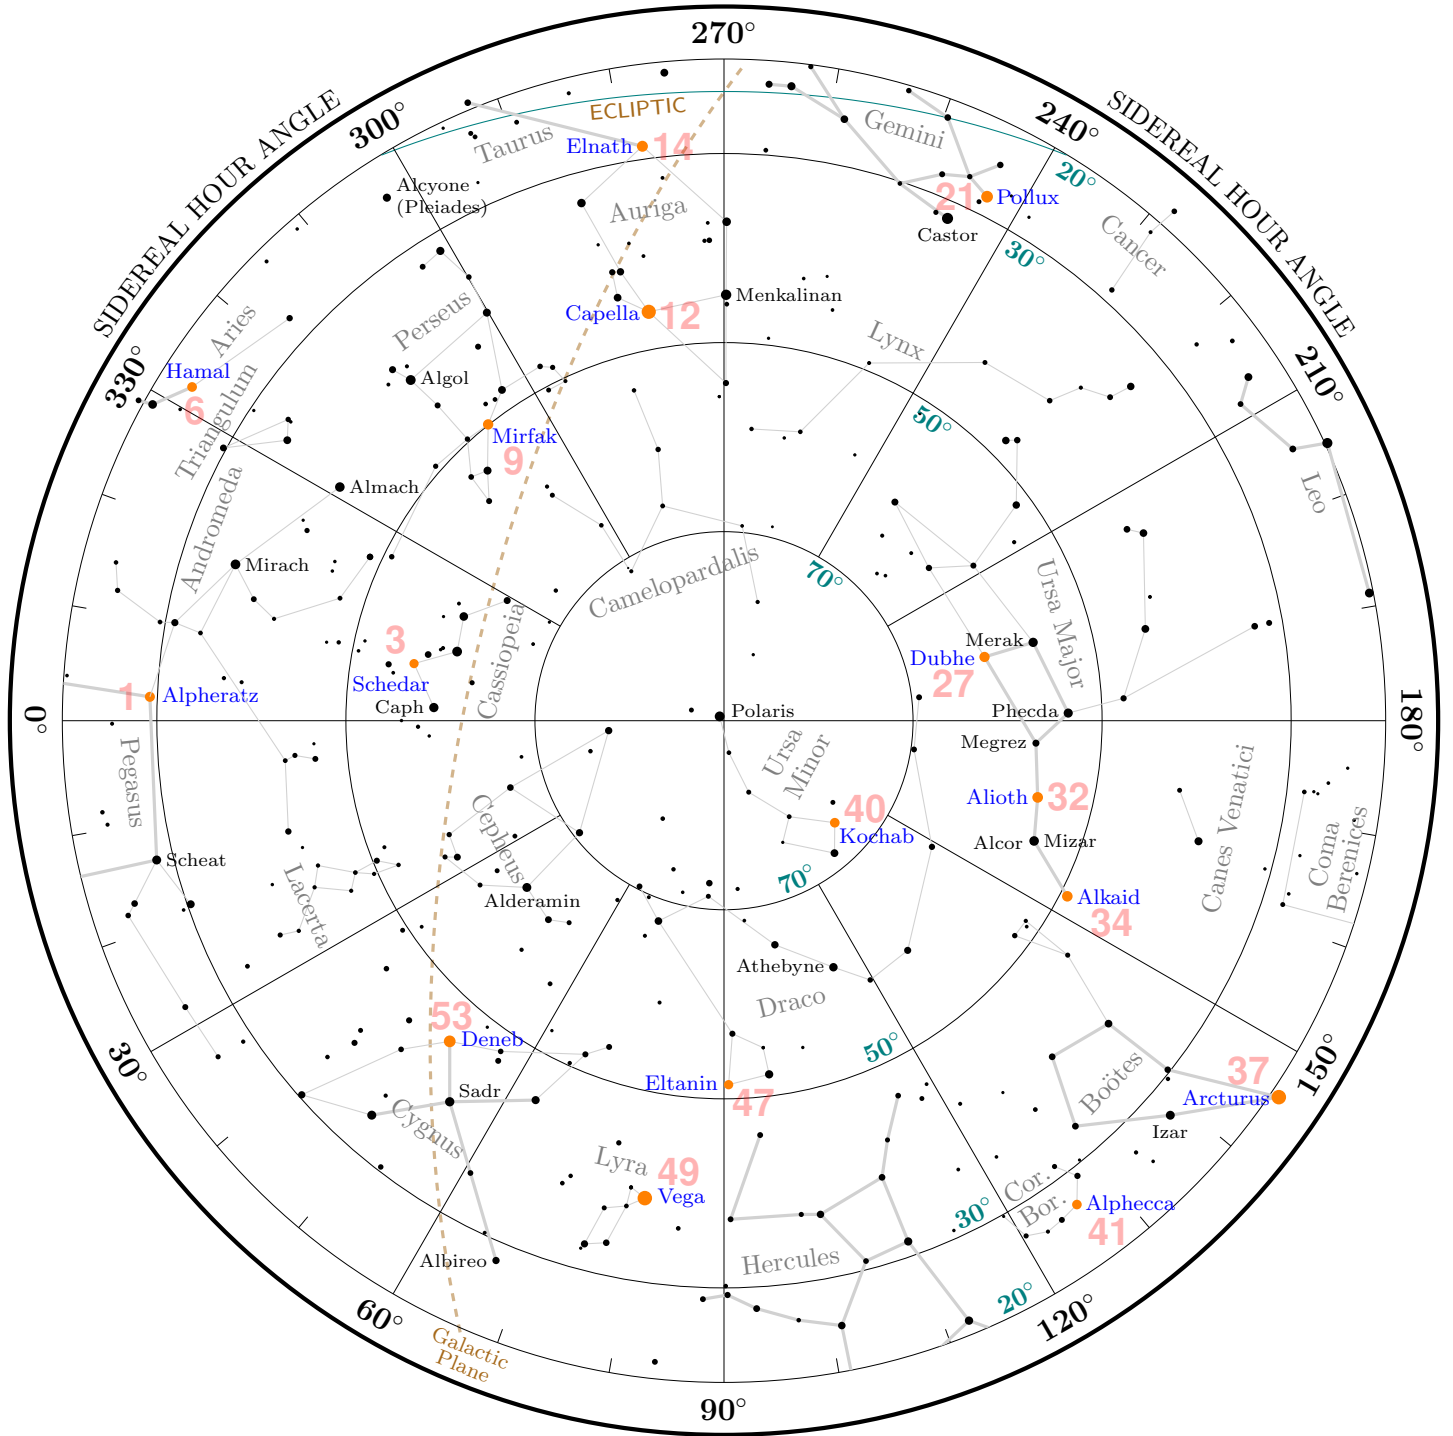 270°
SIDEREAL HOUR ANGLE
SIDEREAL HOUR ANGLE
300°
240°
ECLIPTIC
Taurus
Elnath 14
Gemini
20°
Alcyone
(Pleiades)
Auriga
21 Pollux
Castor
Cancer
30°
Perseus
Menkalinan
Capella 12
Aries
Lynx
330°
Hamal
6
Algol
210°
Triangulum
Mirfak
9
50°
Andromeda
Almach
Leo
Mirach
Camelopardalis
70°
Ursa Major
3
Cassiopeia
Merak
Dubhe
27
Schedar
1 Alpheratz
Caph
Polaris
Phecda
0°
180°
Pegasus
Ursa
Minor
Megrez
Canes Venatici
Alioth 32
40
Kochab
Cepheus
Alcor Mizar
Coma
Berenices
Scheat
70°
Lacerta
Alderamin
Alkaid
34
Athebyne
Draco
53
Deneb
50°
30°
150°
Eltanin
47
Boötes
37
Arcturus
Sadr
Cygnus
Izar
Lyra 49
Vega
Cor.
Bor.
30°
Alphecca
41
Albireo
Hercules
20°
60°
120°
Galactic
Plane
90°